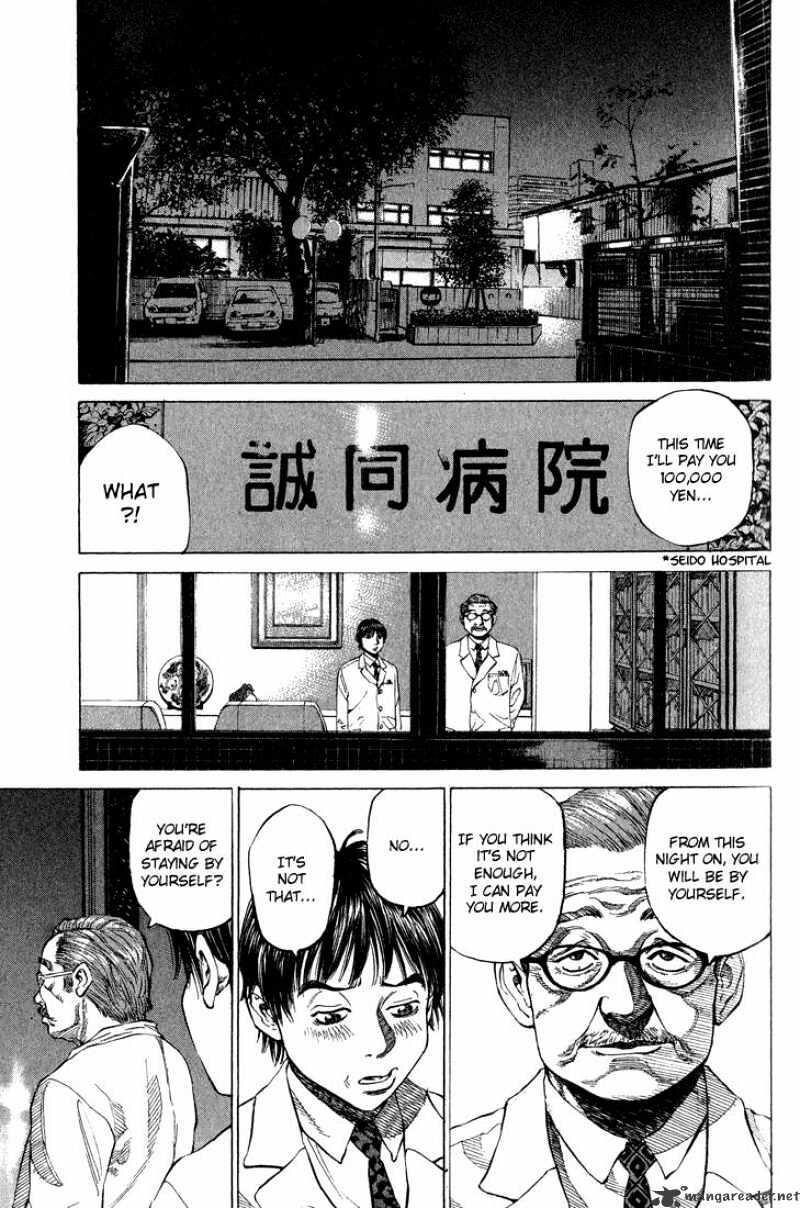 THIS TIME
I'LL PAY YOU
100,000
YEN...
誠同病院
WHAT
?!
*SEIDO HOSPITAL
FROM THIS
NIGHT ON, YOU
WILL BE BY
YOURSELF.
IF YOU THINK
IT'S NOT
ENOUGH,
I CAN PAY
YOU MORE.
NO...
IT'S
NOT
THAT...
YOU'RE
AFRAID OF
STAYING BY
YOURSELF?
mangareader.net